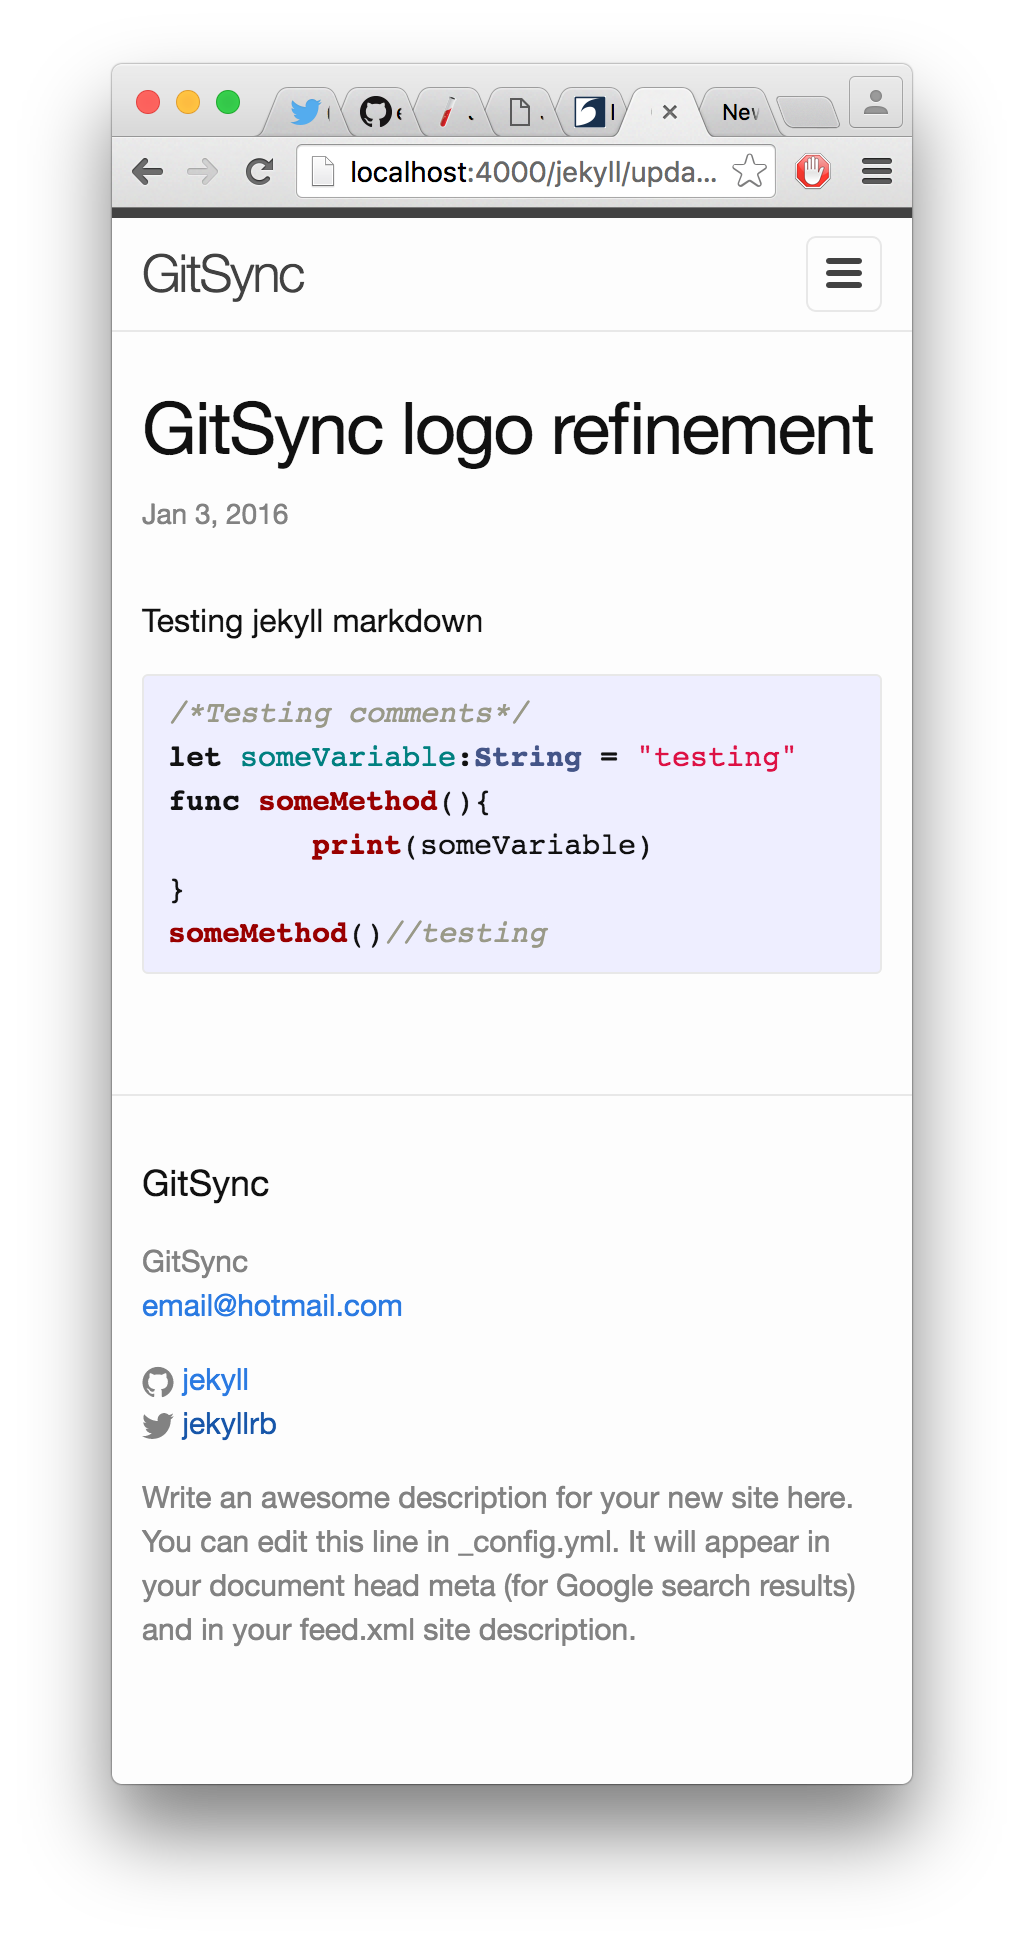 New
localhost:4000/jekyll/upda...
GitSync
GitSync logo refinement
Jan 3, 2016
Testing jekyll markdown
/*Testing comments*/
let someVariable:String = "testing"
func someMethod(){
print(someVariable)
}
someMethod()//testing
GitSync
GitSync
email@hotmail.com
jekyll
jekyllrb
Write an awesome description for your new site here.
You can edit this line in _config.yml. It will appear in
your document head meta (for Google search results)
and in your feed.xml site description.